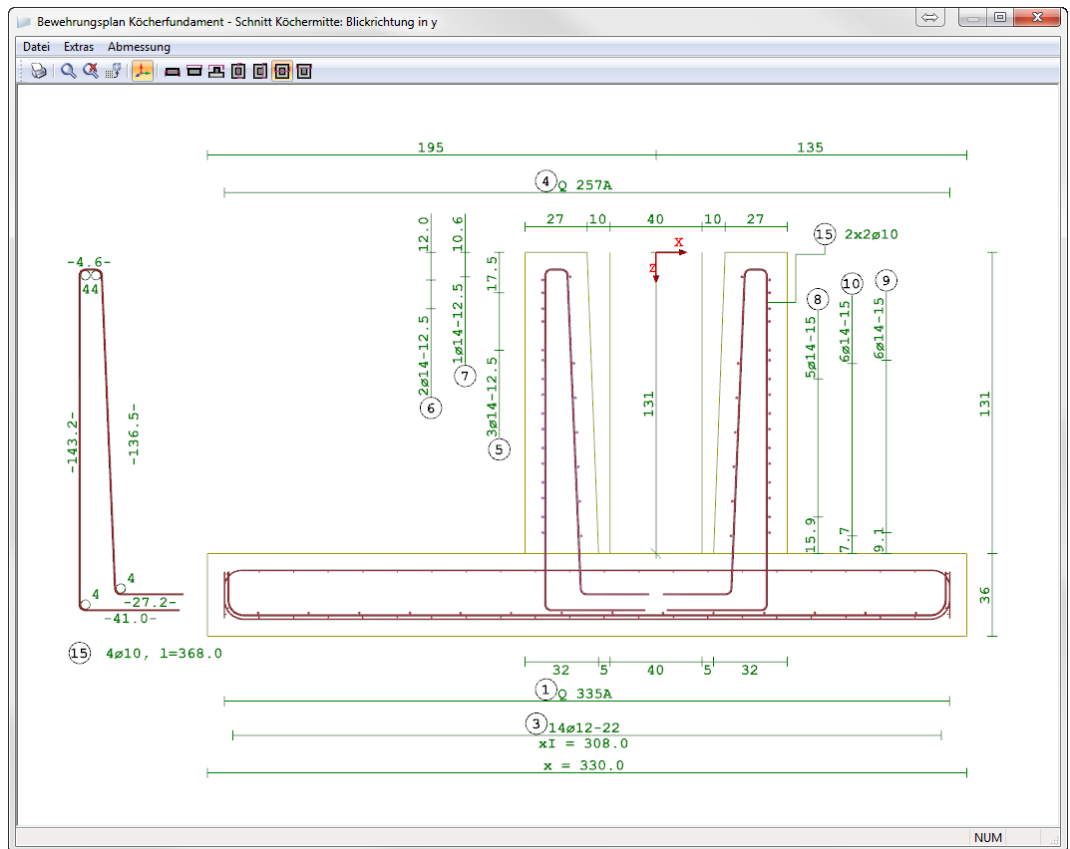 Bewehrungsplan Köcherfundament - Schnitt Köchermitte: Blickrichtung in y
Datei Extras Abmessung
195 135
4 Q 257A
27 10 40 10 27
12.0 10.6 17.5
15 2x2ø10
x
z
-4.6-
44
8 10 9
2ø14-12.5 1ø14-12.5 3ø14-12.5
5ø14-15 6ø14-15 6ø14-15
7
6
5
-143.2- -136.5-
131 131
15.9 7.7 9.1
4
4
-27.2-
-41.0-
36
15 4ø10, l=368.0
32 5 40 5 32
1 Q 335A
3 14ø12-22
xI = 308.0
x = 330.0
NUM